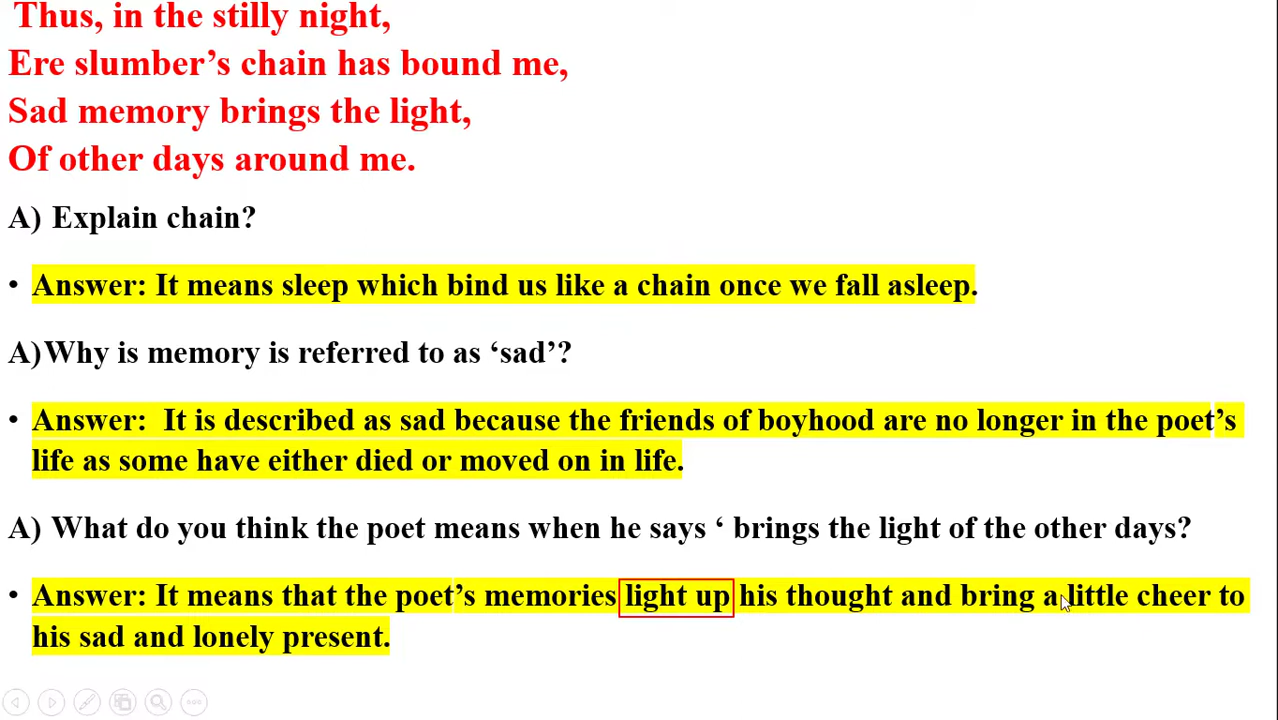 Thus, in the stilly night,
Ere slumber’s chain has bound me,
Sad memory brings the light,
Of other days around me.
A) Explain chain?
• Answer: It means sleep which bind us like a chain once we fall asleep.
A)Why is memory is referred to as ‘sad’?
• Answer: It is described as sad because the friends of boyhood are no longer in the poet’s
life as some have either died or moved on in life.
A) What do you think the poet means when he says ‘ brings the light of the other days?
• Answer: It means that the poet’s memories light up his thought and bring a little cheer to
his sad and lonely present.